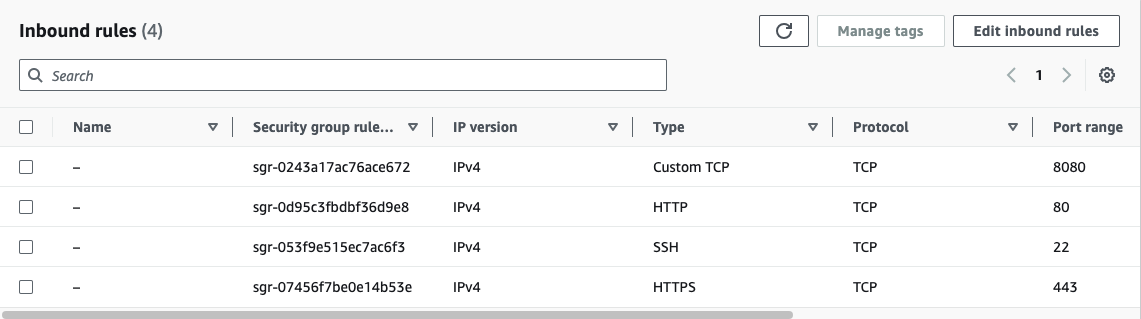 Inbound rules (4)
Manage tags
Edit inbound rules
Search
1
Name Security group rule... IP version Type Protocol Port range
– sgr-0243a17ac76ace672 IPv4 Custom TCP TCP 8080
– sgr-0d95c3fbdbf36d9e8 IPv4 HTTP TCP 80
– sgr-053f9e515ec7ac6f3 IPv4 SSH TCP 22
– sgr-07456f7be0e14b53e IPv4 HTTPS TCP 443